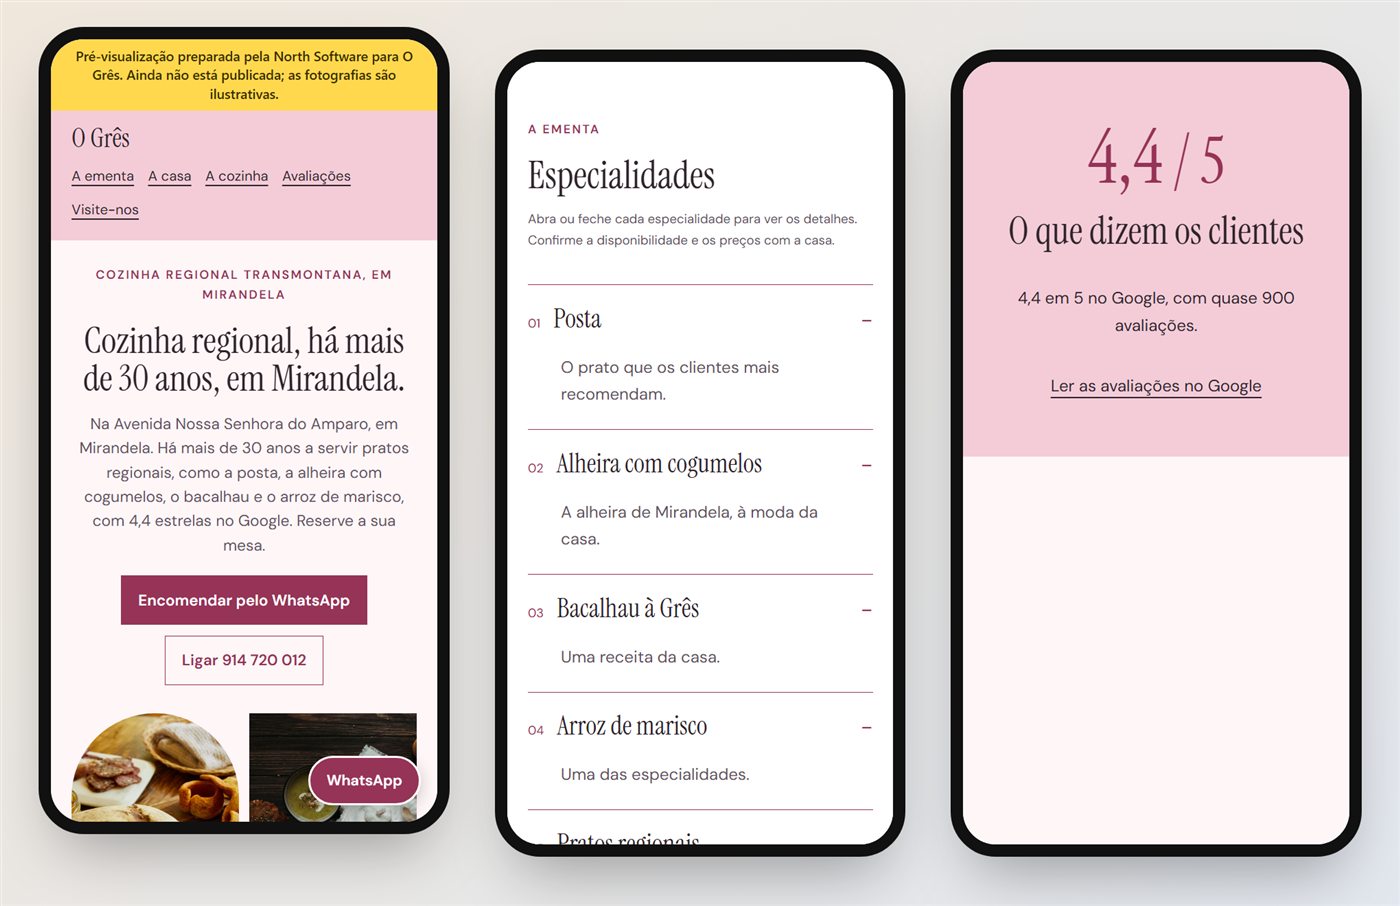 Pré-visualização preparada pela North Software para O
Grês. Ainda não está publicada; as fotografias são
ilustrativas.
O Grês
A ementa A casa A cozinha Avaliações
Visite-nos
COZINHA REGIONAL TRANSMONTANA, EM
MIRANDELA
Cozinha regional, há mais
de 30 anos, em Mirandela.
Na Avenida Nossa Senhora do Amparo, em
Mirandela. Há mais de 30 anos a servir pratos
regionais, como a posta, a alheira com
cogumelos, o bacalhau e o arroz de marisco,
com 4,4 estrelas no Google. Reserve a sua
mesa.
Encomendar pelo WhatsApp
Ligar 914 720 012
WhatsApp
A EMENTA
Especialidades
Abra ou feche cada especialidade para ver os detalhes.
Confirme a disponibilidade e os preços com a casa.
01 Posta −
O prato que os clientes mais
recomendam.
02 Alheira com cogumelos −
A alheira de Mirandela, à moda da
casa.
03 Bacalhau à Grês −
Uma receita da casa.
04 Arroz de marisco −
Uma das especialidades.
Pratos regionais
4,4 / 5
O que dizem os clientes
4,4 em 5 no Google, com quase 900
avaliações.
Ler as avaliações no Google